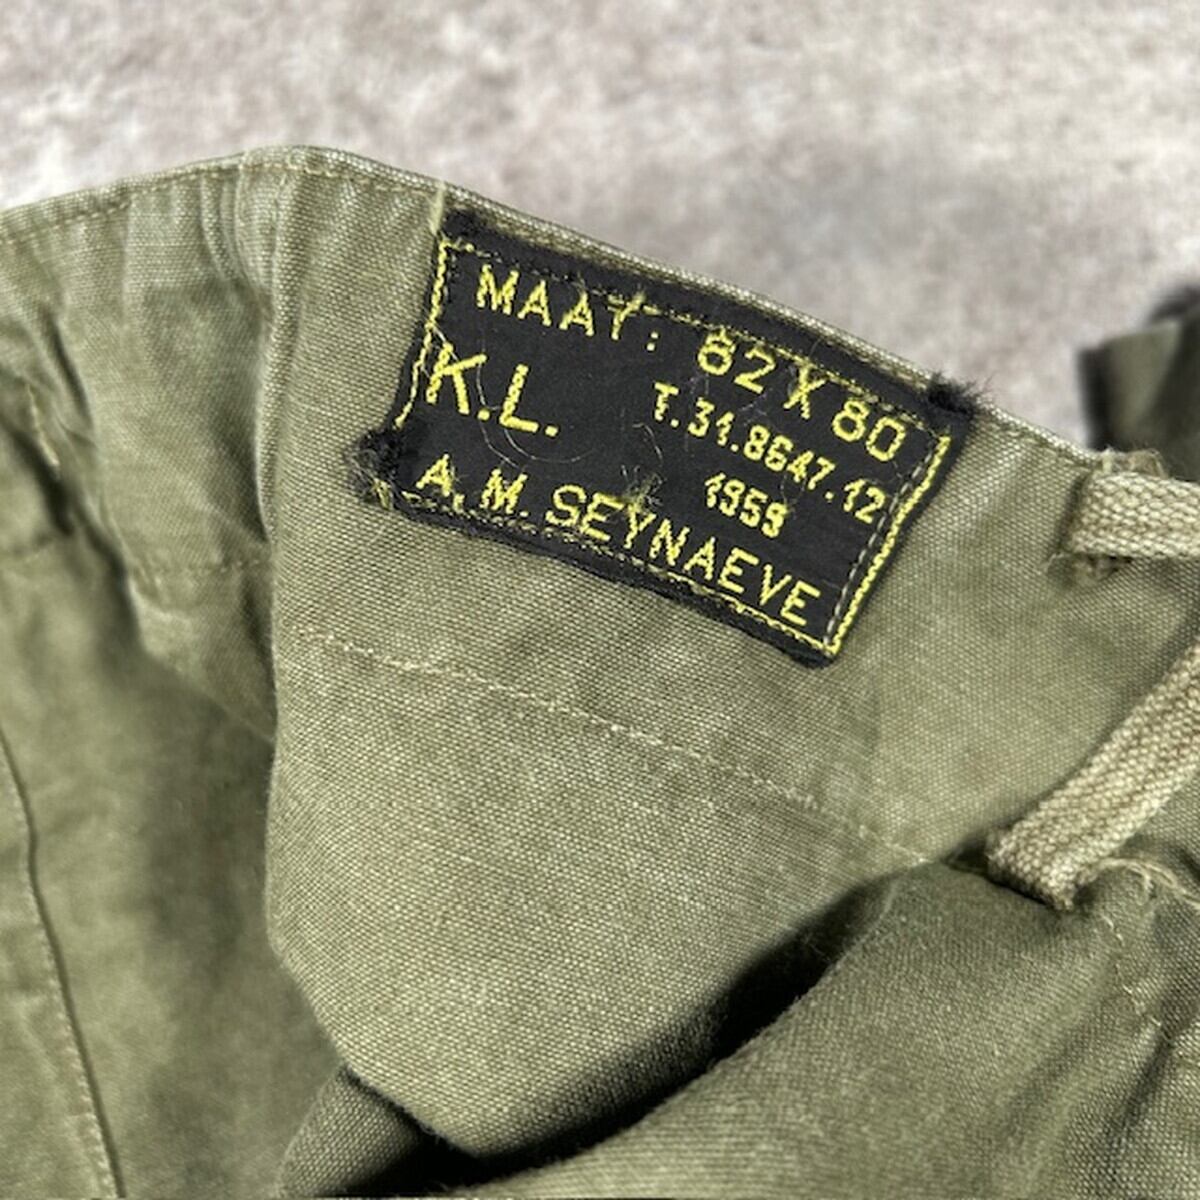 MAAT: 82 X 80
K.L. T.31.8647.12
1959
A.M. SEYNAEVE